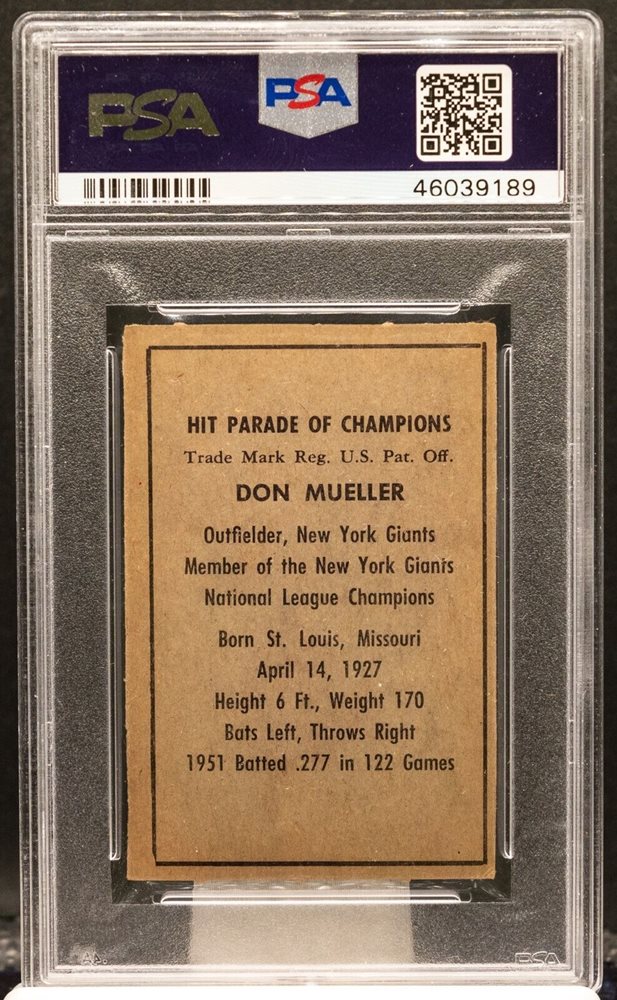 PSA
PSA
46039189
HIT PARADE OF CHAMPIONS
Trade Mark Reg. U.S. Pat. Off.
DON MUELLER
Outfielder, New York Giants
Member of the New York Giants
National League Champions
Born St. Louis, Missouri
April 14, 1927
Height 6 Ft., Weight 170
Bats Left, Throws Right
1951 Batted .277 in 122 Games
PSA